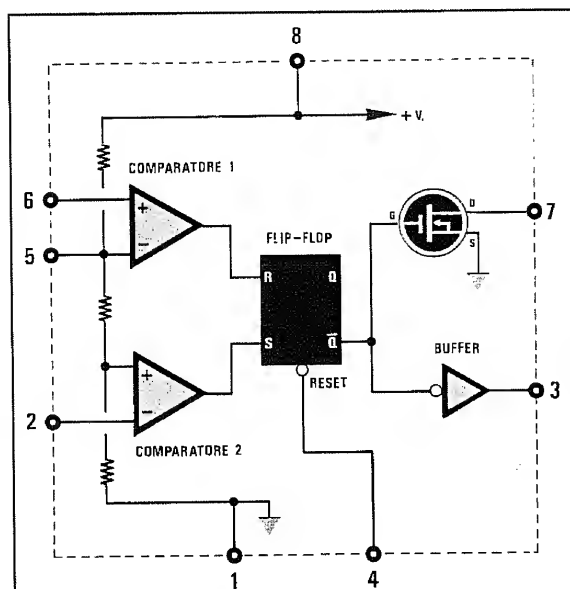 8
+ V.
COMPARATORE 1
6
+
−
5
G
D
S
7
FLIP-FLOP
R
Q
S
Q̅
RESET
BUFFER
3
+
−
2
COMPARATORE 2
1
4